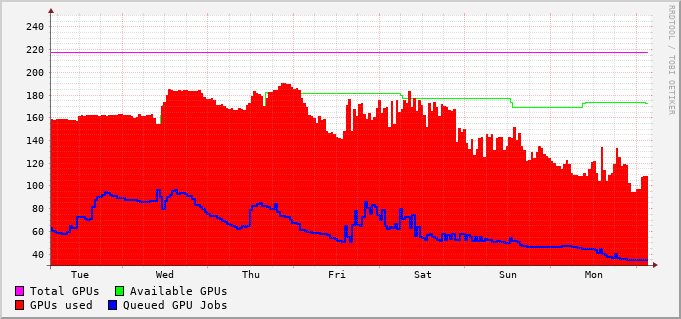 240
220
200
180
160
140
120
100
80
60
40
Tue Wed Thu Fri Sat Sun Mon
Total GPUs Available GPUs
GPUs used Queued GPU Jobs
RRDTOOL / TOBI OETIKER